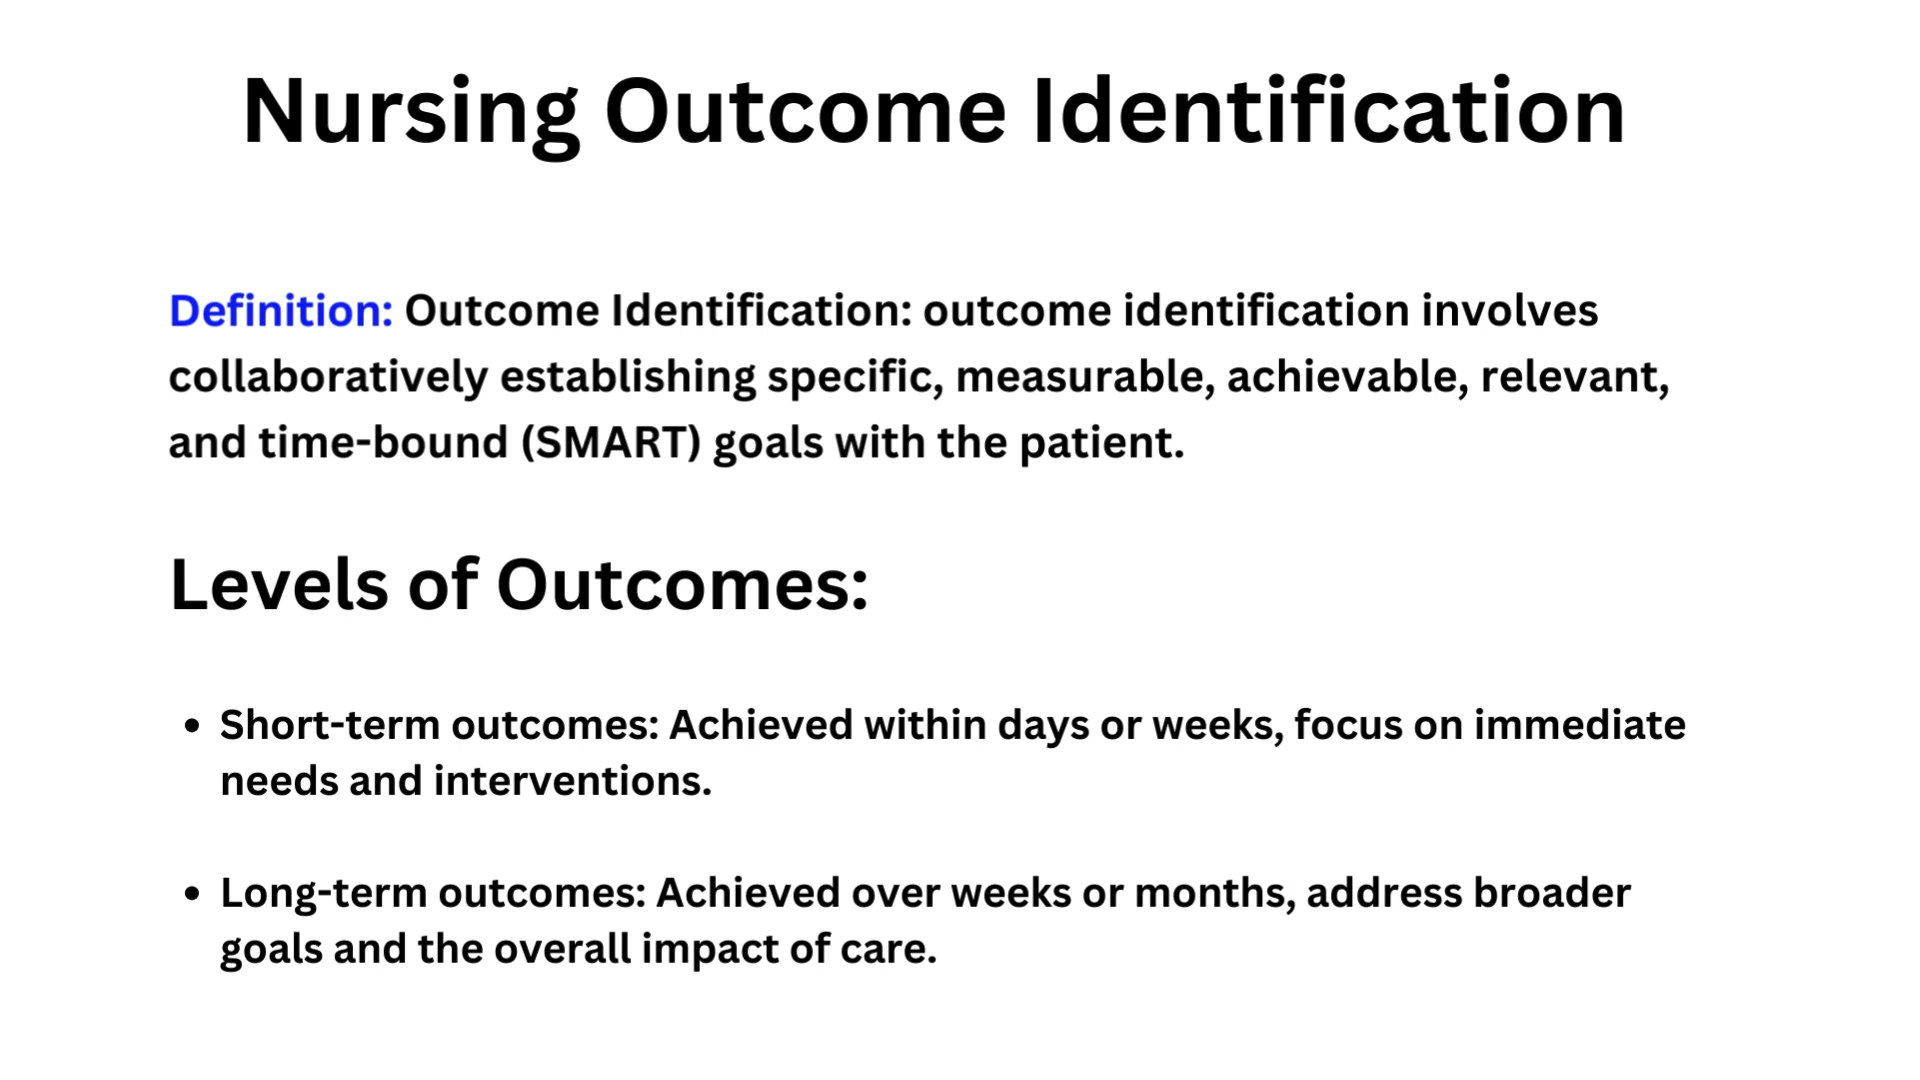 Nursing Outcome Identification
Definition: Outcome Identification: outcome identification involves
collaboratively establishing specific, measurable, achievable, relevant,
and time-bound (SMART) goals with the patient.
Levels of Outcomes:
• Short-term outcomes: Achieved within days or weeks, focus on immediate
needs and interventions.
• Long-term outcomes: Achieved over weeks or months, address broader
goals and the overall impact of care.